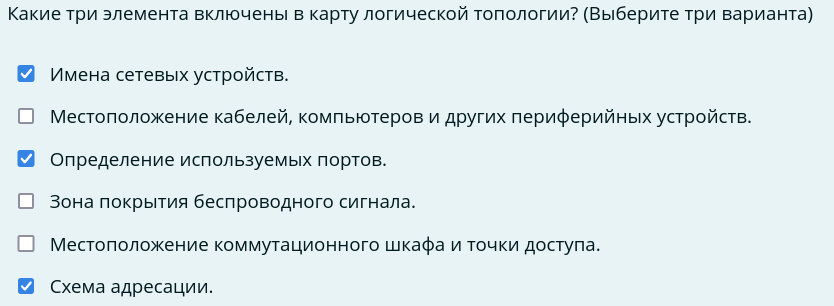 Какие три элемента включены в карту логической топологии? (Выберите три варианта)
Имена сетевых устройств.
Местоположение кабелей, компьютеров и других периферийных устройств.
Определение используемых портов.
Зона покрытия беспроводного сигнала.
Местоположение коммутационного шкафа и точки доступа.
Схема адресации.